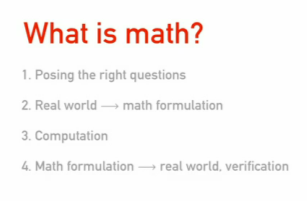 What is math?
1. Posing the right questions
2. Real world ⟶ math formulation
3. Computation
4. Math formulation ⟶ real world, verification